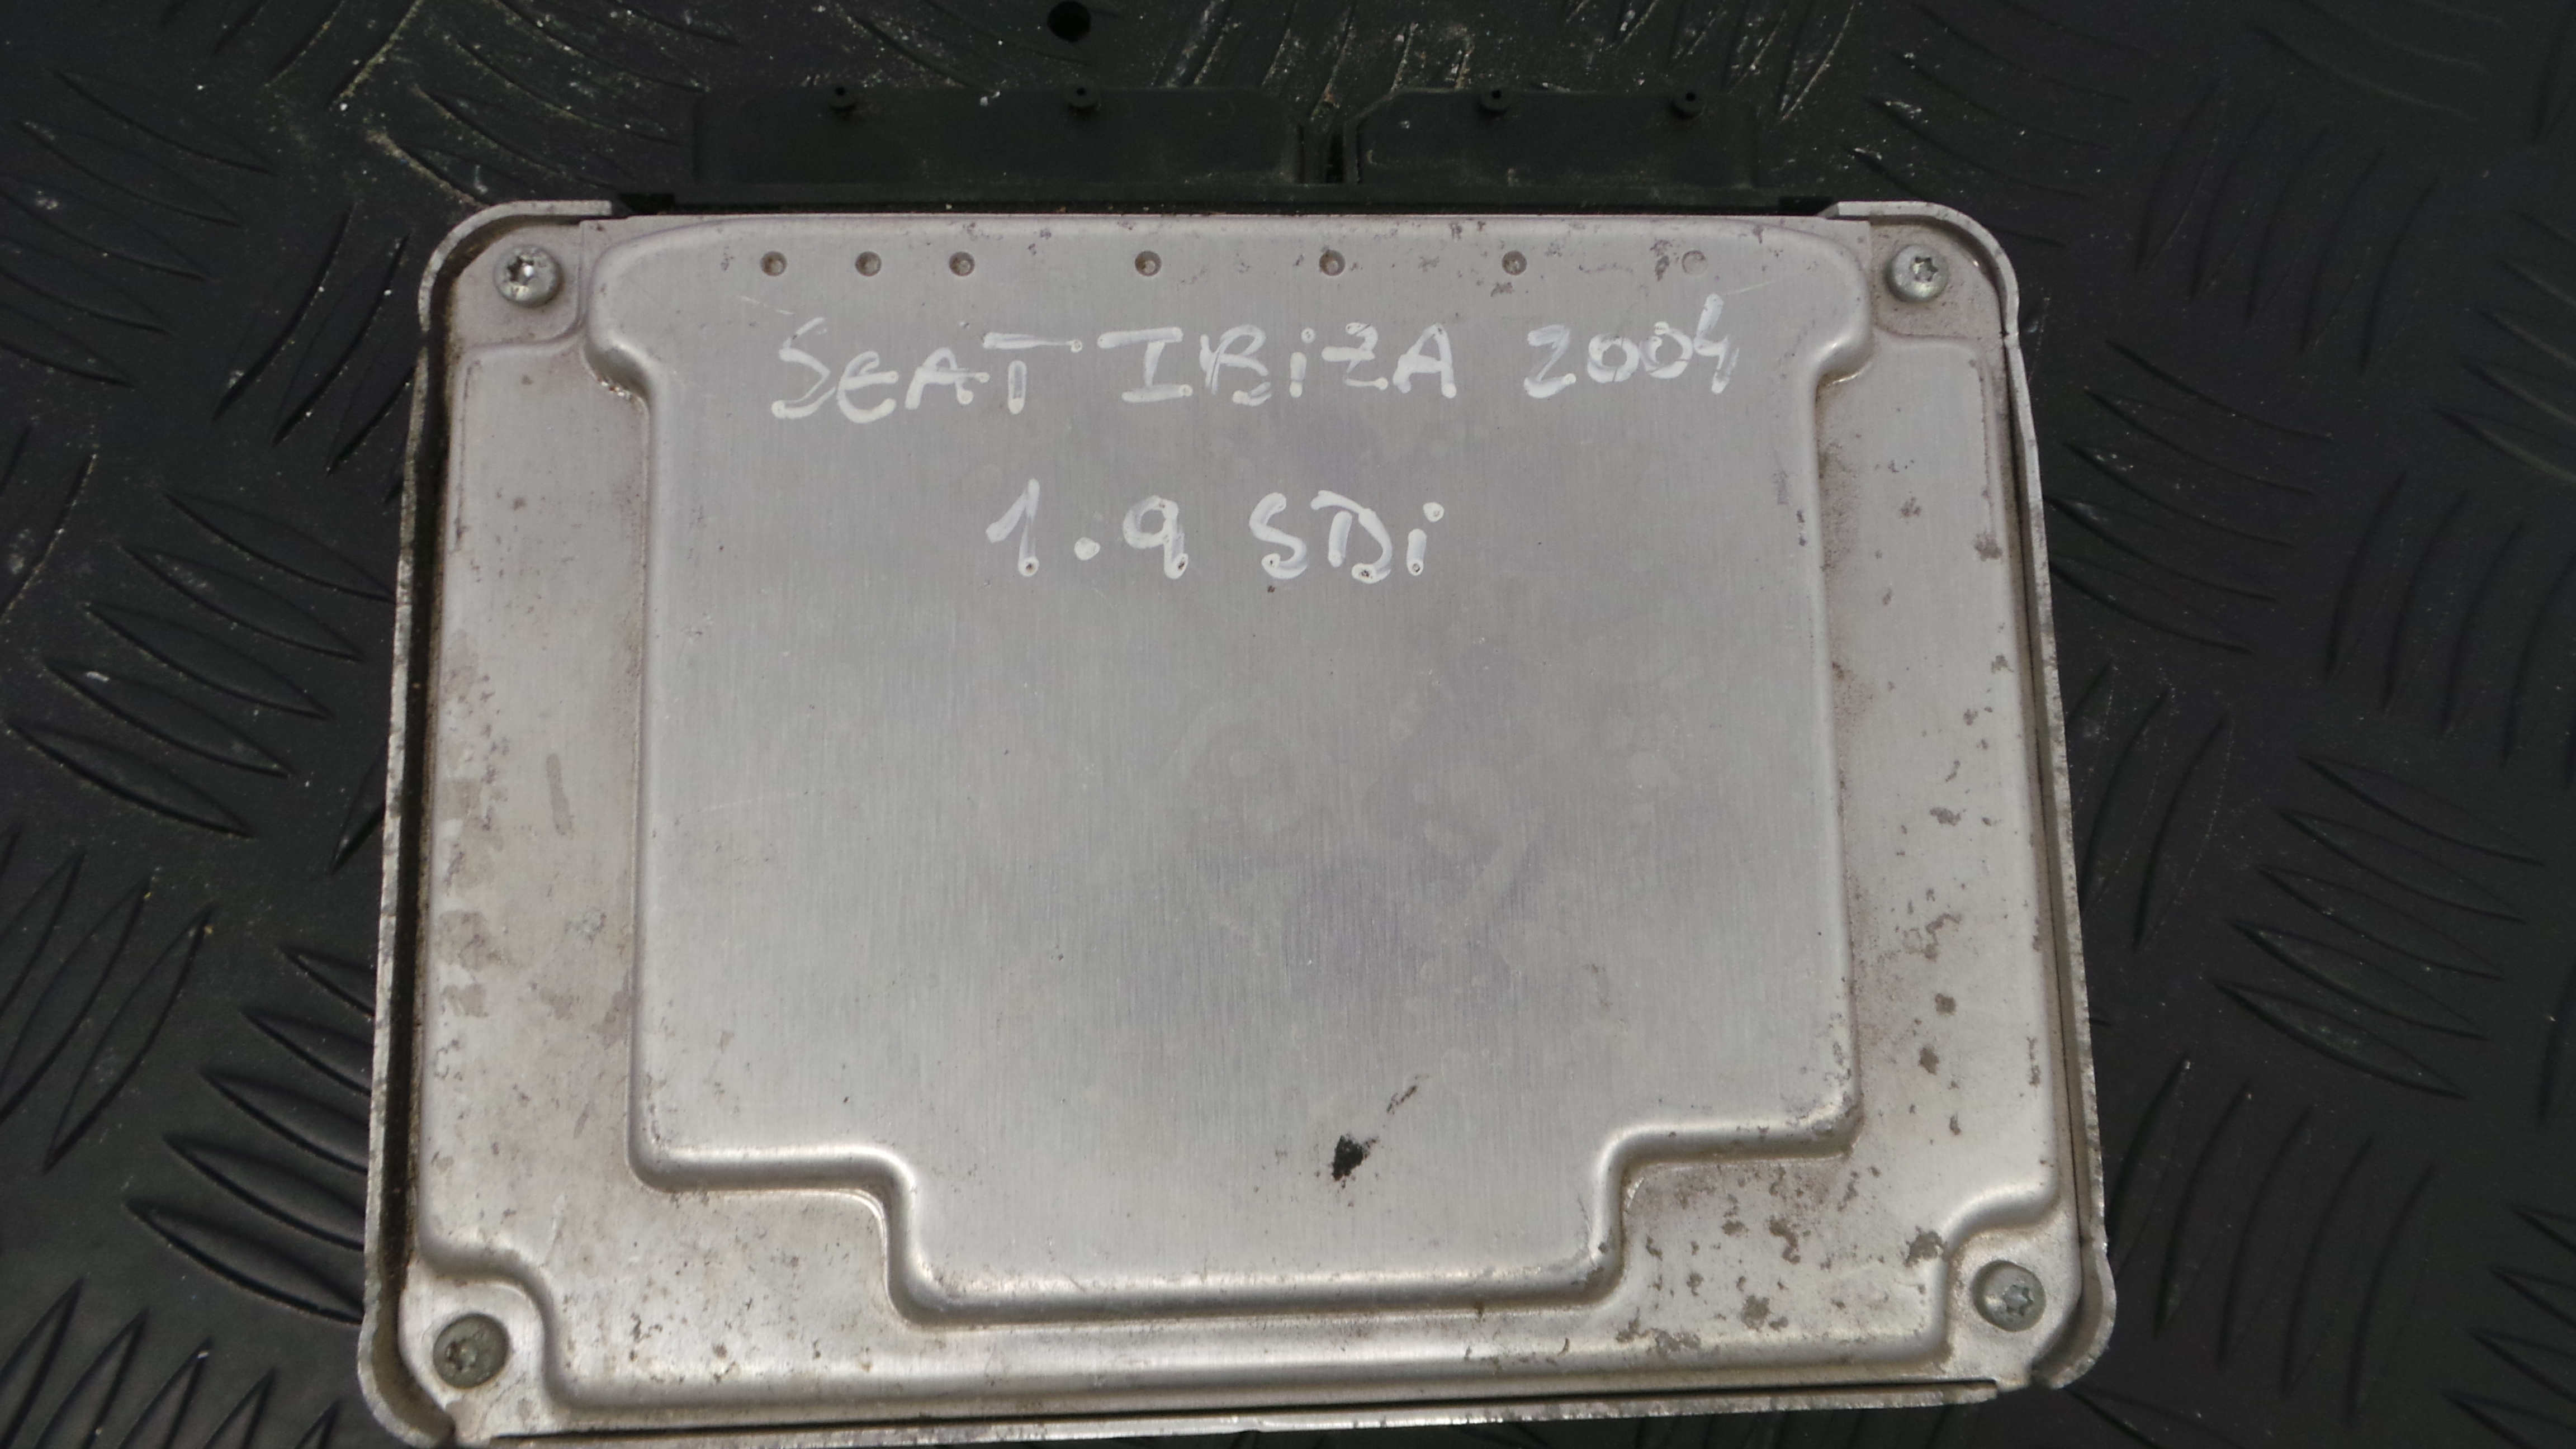 SEAT IBiZA 2004
1.9 SDi